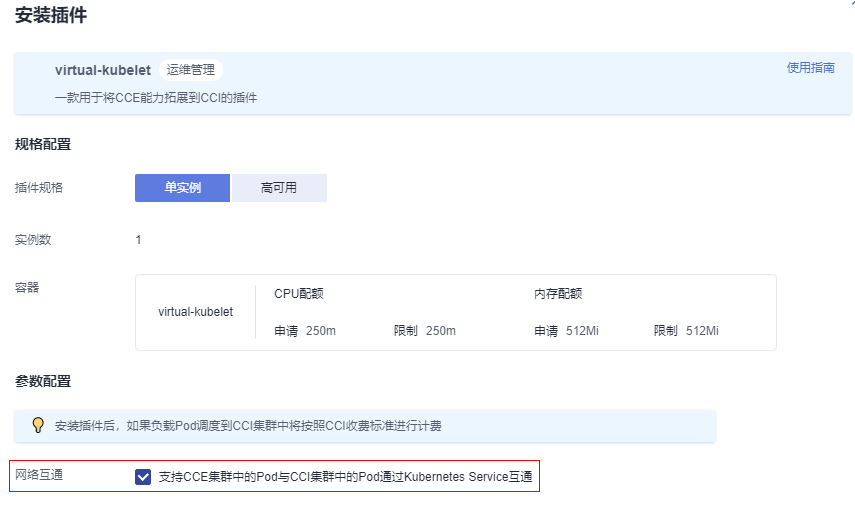 安装插件
virtual-kubelet 运维管理 使用指南
一款用于将CCE能力拓展到CCI的插件
规格配置
插件规格 单实例 高可用
实例数 1
容器 CPU配额 内存配额
virtual-kubelet
申请 250m 限制 250m 申请 512Mi 限制 512Mi
参数配置
安装插件后，如果负载Pod调度到CCI集群中将按照CCI收费标准进行计费
网络互通 支持CCE集群中的Pod与CCI集群中的Pod通过Kubernetes Service互通